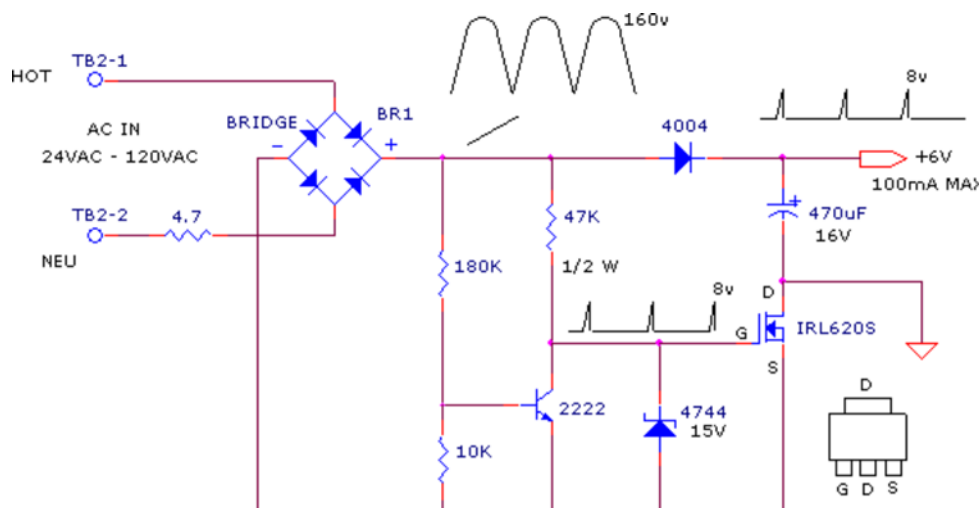 160v
8v
TB2-1
HOT
BRIDGE
BR1
4004
AC IN
24VAC - 120VAC
-
+
+6V
100mA MAX
TB2-2
4.7
47K
+
470uF
16V
NEU
180K
1/2 W
8v
D
G
IRL620S
S
2222
4744
15V
10K
D
G D S